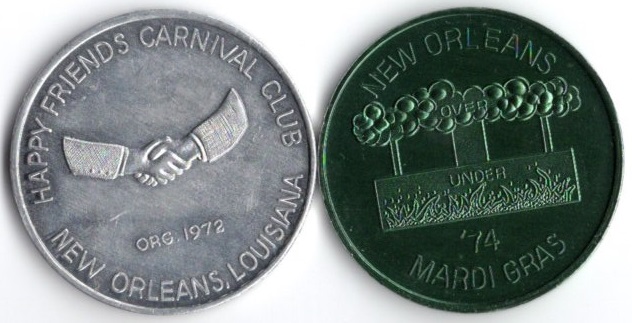 HAPPY FRIENDS CARNIVAL CLUB
ORG. 1972
NEW ORLEANS, LOUISIANA
NEW ORLEANS
OVER
UNDER
'74
MARDI GRAS